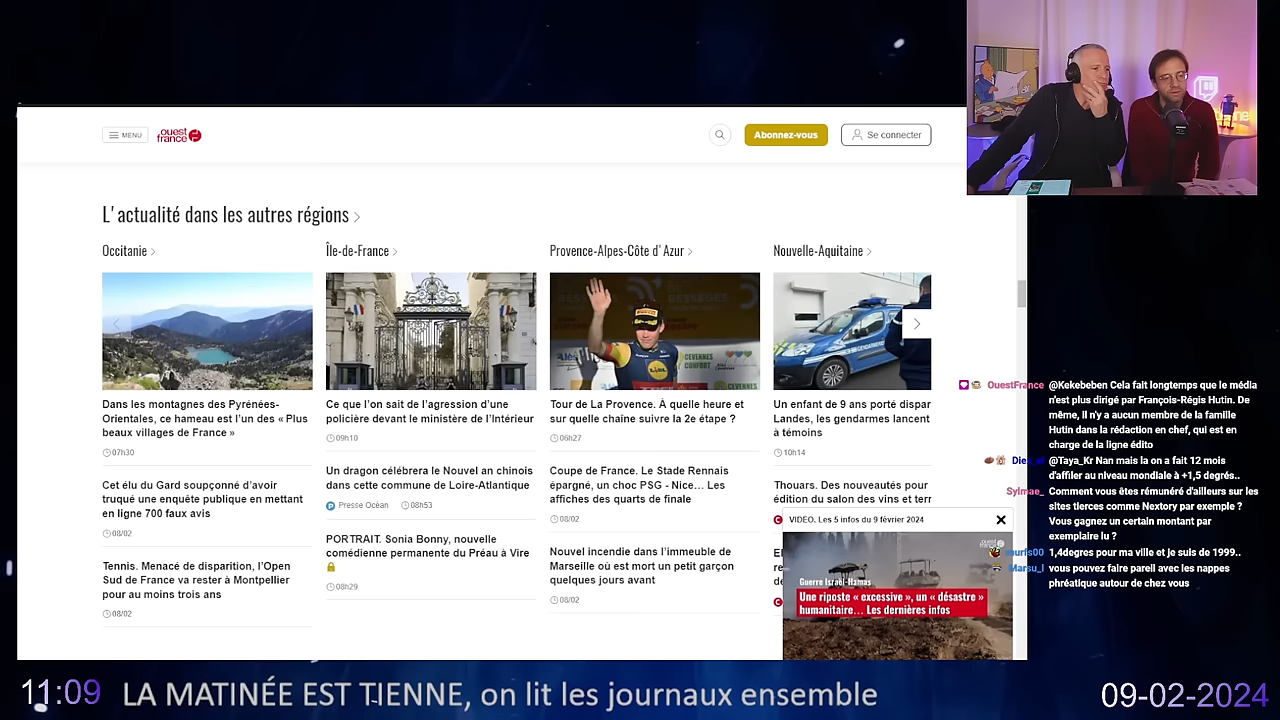 MENU
ouest
france
Abonnez-vous
Se connecter
L'actualité dans les autres régions
Occitanie
Dans les montagnes des Pyrénées-
Orientales, ce hameau est l'un des « Plus
beaux villages de France »
07h30
Cet élu du Gard soupçonné d'avoir
truqué une enquête publique en mettant
en ligne 700 faux avis
08/02
Tennis. Menacé de disparition, l'Open
Sud de France va rester à Montpellier
pour au moins trois ans
08/02
Île-de-France
Ce que l'on sait de l'agression d'une
policière devant le ministère de l'Intérieur
09h10
Un dragon célébrera le Nouvel an chinois
dans cette commune de Loire-Atlantique
Presse Océan 08h53
PORTRAIT. Sonia Bonny, nouvelle
comédienne permanente du Préau à Vire
08h29
Provence-Alpes-Côte d'Azur
LIDL
CEVENNES
CONFORT
Tour de La Provence. À quelle heure et
sur quelle chaîne suivre la 2e étape ?
06h27
Coupe de France. Le Stade Rennais
épargné, un choc PSG - Nice… Les
affiches des quarts de finale
08/02
Nouvel incendie dans l'immeuble de
Marseille où est mort un petit garçon
quelques jours avant
08/02
Nouvelle-Aquitaine
Un enfant de 9 ans porté dispar
Landes, les gendarmes lancent
à témoins
10h14
Thouars. Des nouveautés pour
édition du salon des vins et terr
VIDEO. Les 5 infos du 9 février 2024
Guerre Israël-Hamas
Une riposte « excessive », un « désastre »
humanitaire… Les dernières infos
OuestFrance @Kekebeben Cela fait longtemps que le média
n'est plus dirigé par François-Régis Hutin. De
même, il n'y a aucun membre de la famille
Hutin dans la rédaction en chef, qui est en
charge de la ligne édito
@Taya_Kr Nan mais la on a fait 12 mois
d'affiler au niveau mondiale à +1,5 degrés..
Sylmae_ Comment vous êtes rémunéré d'ailleurs sur les
sites tierces comme Nextory par exemple ?
Vous gagnez un certain montant par
exemplaire lu ?
1,4degres pour ma ville et je suis de 1999..
Marsu_I vous pouvez faire pareil avec les nappes
phréatique autour de chez vous
11:09 LA MATINÉE EST TIENNE, on lit les journaux ensemble 09-02-2024